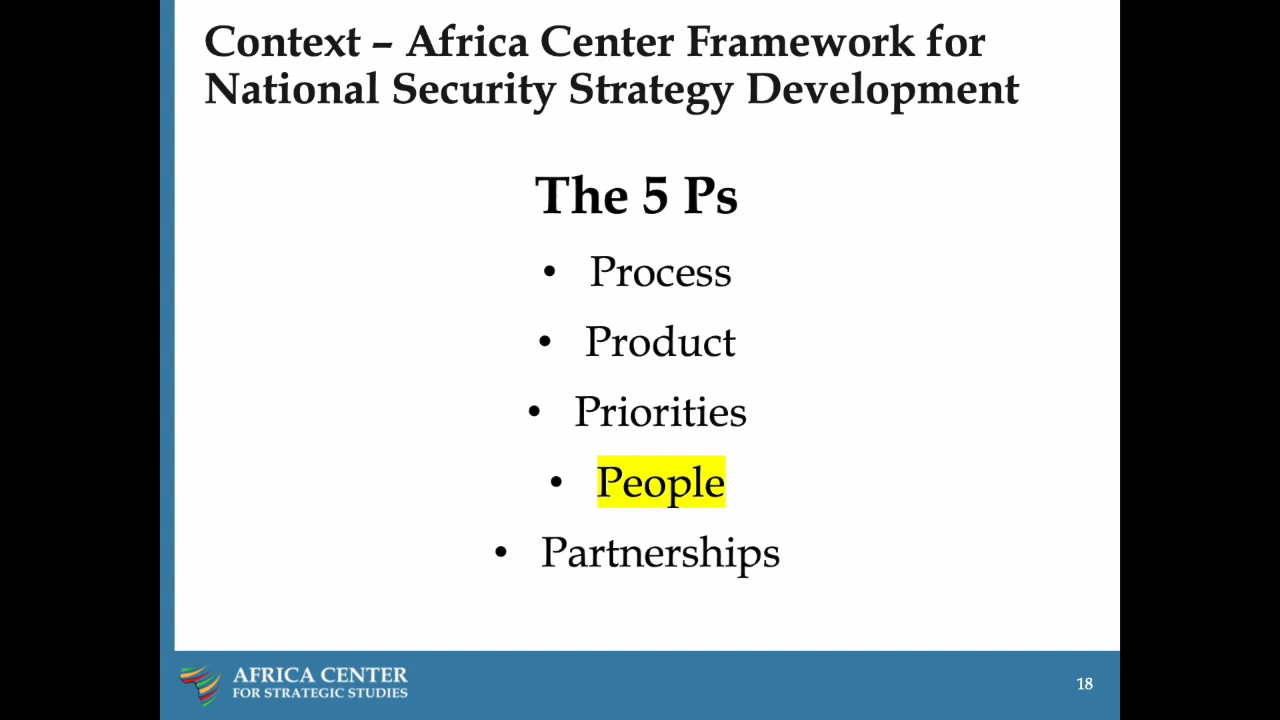 Context – Africa Center Framework for
National Security Strategy Development
The 5 Ps
• Process
• Product
• Priorities
• People
• Partnerships
AFRICA CENTER
FOR STRATEGIC STUDIES
18